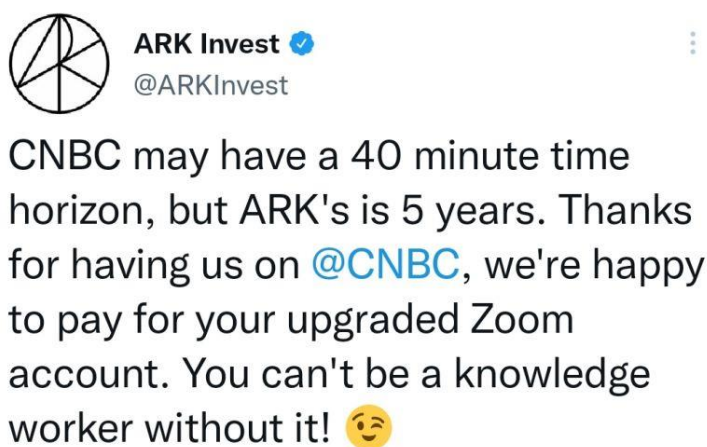 ARK Invest
@ARKInvest
CNBC may have a 40 minute time
horizon, but ARK's is 5 years. Thanks
for having us on @CNBC, we're happy
to pay for your upgraded Zoom
account. You can't be a knowledge
worker without it! 😉